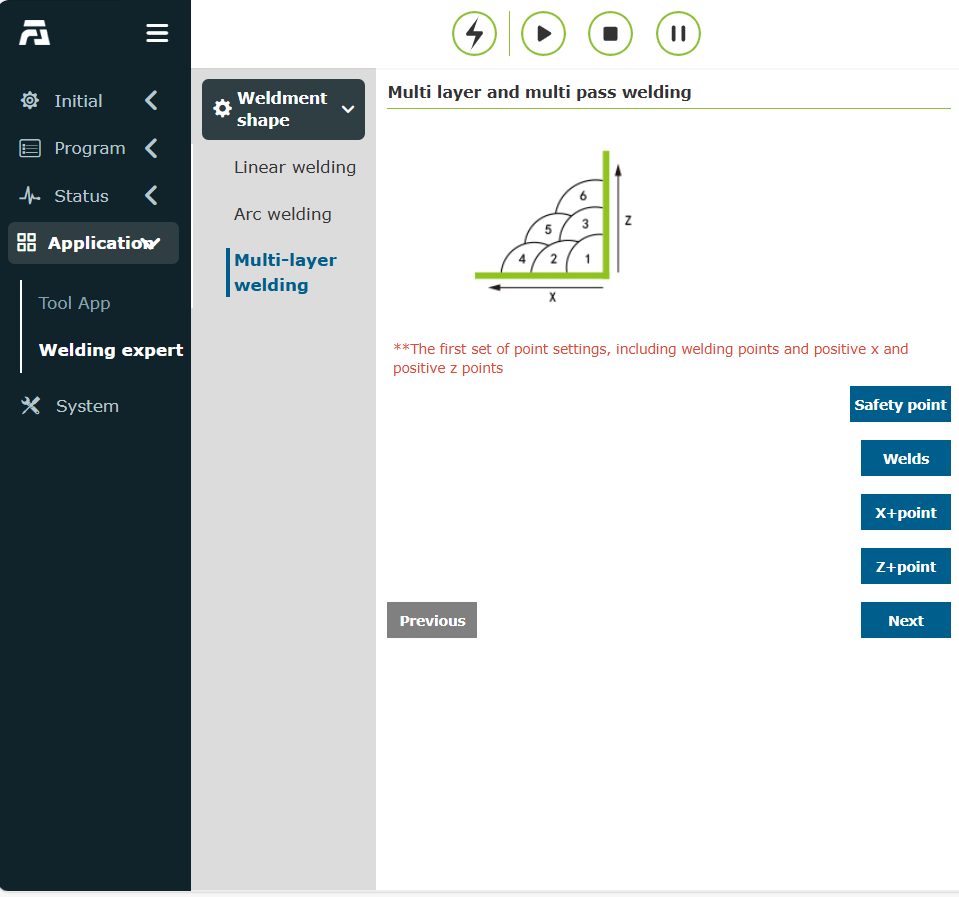 Initial
Program
Status
Application
Tool App
Welding expert
System
Weldment
shape
Linear welding
Arc welding
Multi-layer
welding
Multi layer and multi pass welding
6
5 3
4 2 1
Z
X
**The first set of point settings, including welding points and positive x and
positive z points
Safety point
Welds
X+point
Z+point
Previous
Next